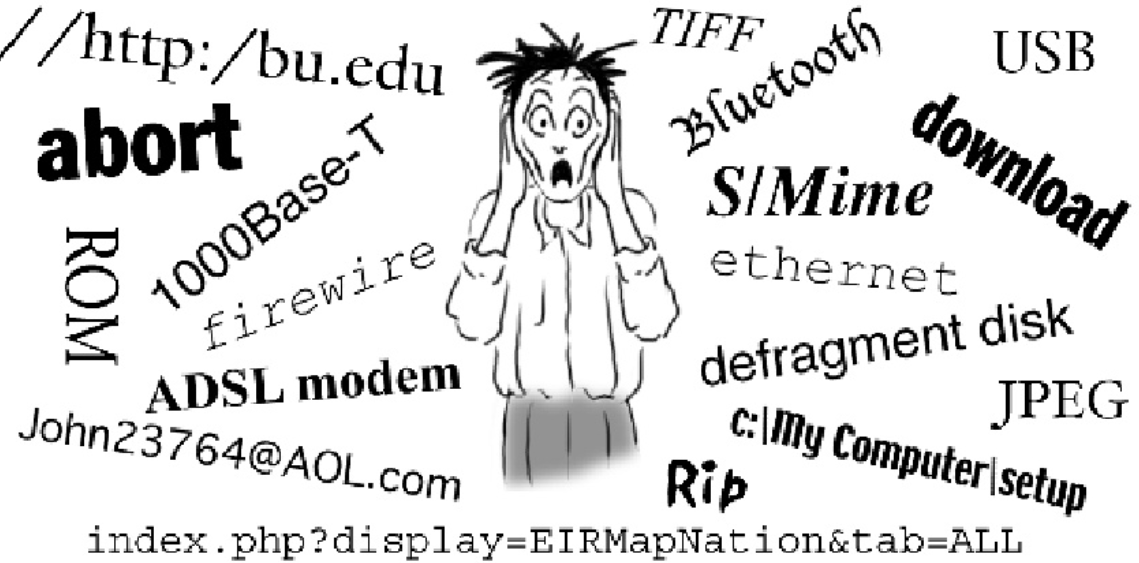 //http:/bu.edu
TIFF
Bluetooth
USB
abort
1000Base-T
download
S/Mime
ROM
firewire
ethernet
defragment disk
ADSL modem
JPEG
John23764@AOL.com
c:|My Computer|setup
Rip
index.php?display=EIRMapNation&tab=ALL